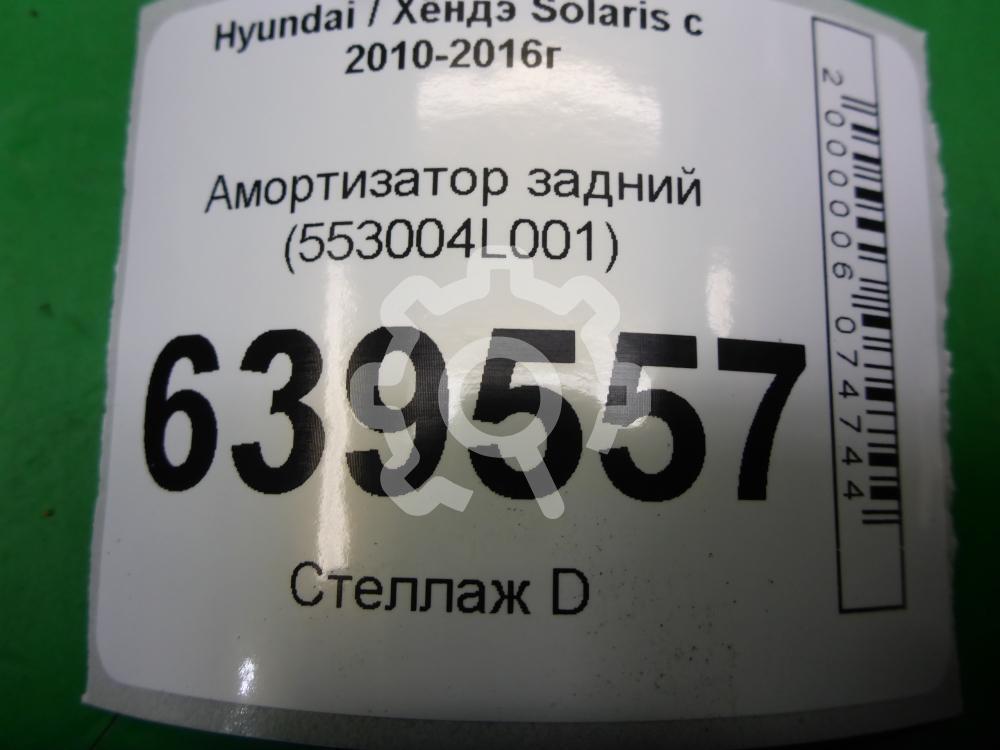 Hyundai / Хендэ Solaris с
2010-2016г
Амортизатор задний
(553004L001)
639557
Стеллаж D
2000006074744